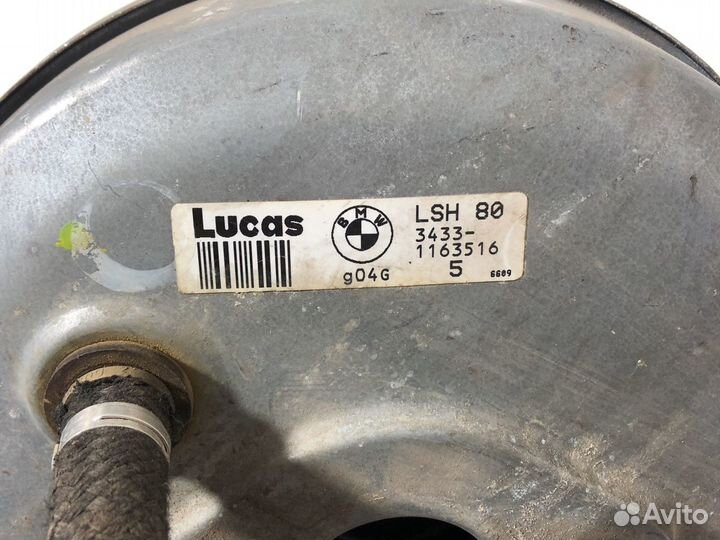 Lucas
BMW
g04G
LSH 80
3433-
1163516
5
6609
Avito